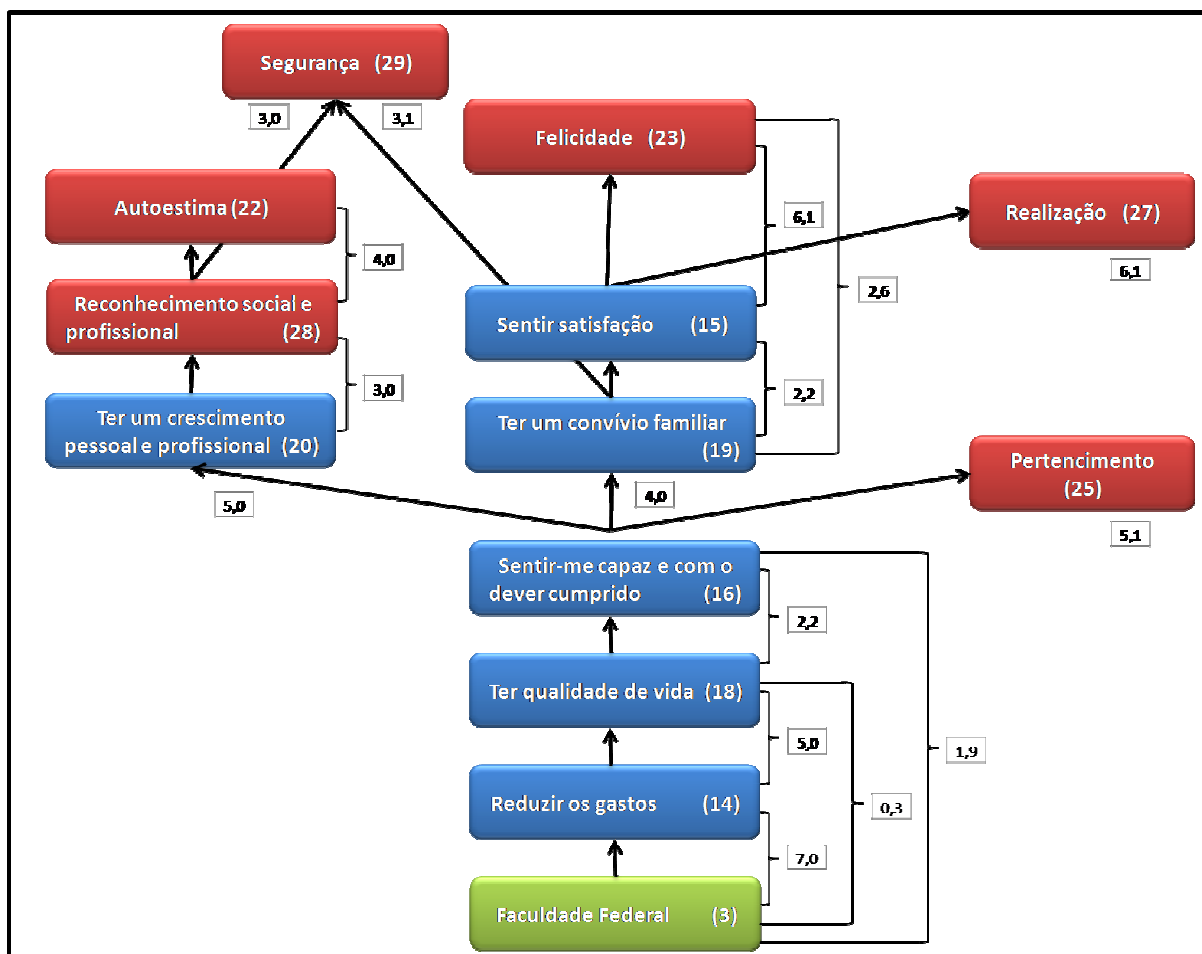 Segurança (29)
3,0
3,1
Felicidade (23)
Autoestima (22)
Realização (27)
6,1
4,0
6,1
2,6
Reconhecimento social e
profissional (28)
Sentir satisfação (15)
3,0
2,2
Ter um crescimento
pessoal e profissional (20)
Ter um convívio familiar
(19)
Pertencimento
(25)
5,0
4,0
5,1
Sentir-me capaz e com o
dever cumprido (16)
2,2
Ter qualidade de vida (18)
5,0
1,9
Reduzir os gastos (14)
0,3
7,0
Faculdade Federal (3)